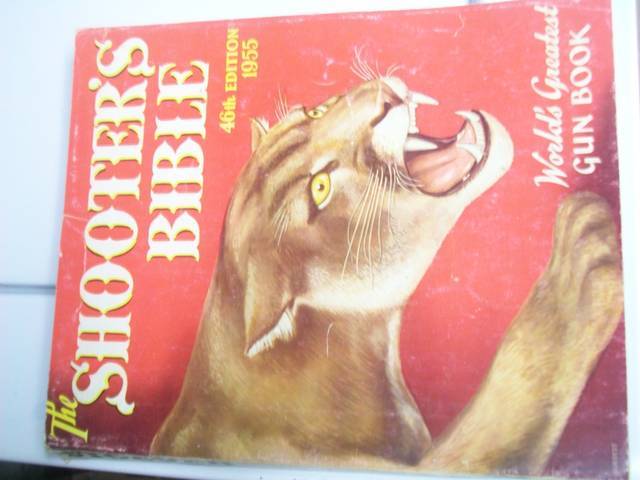 The
SHOOTER'S
BIBLE
46th EDITION
1955
World's Greatest
GUN BOOK